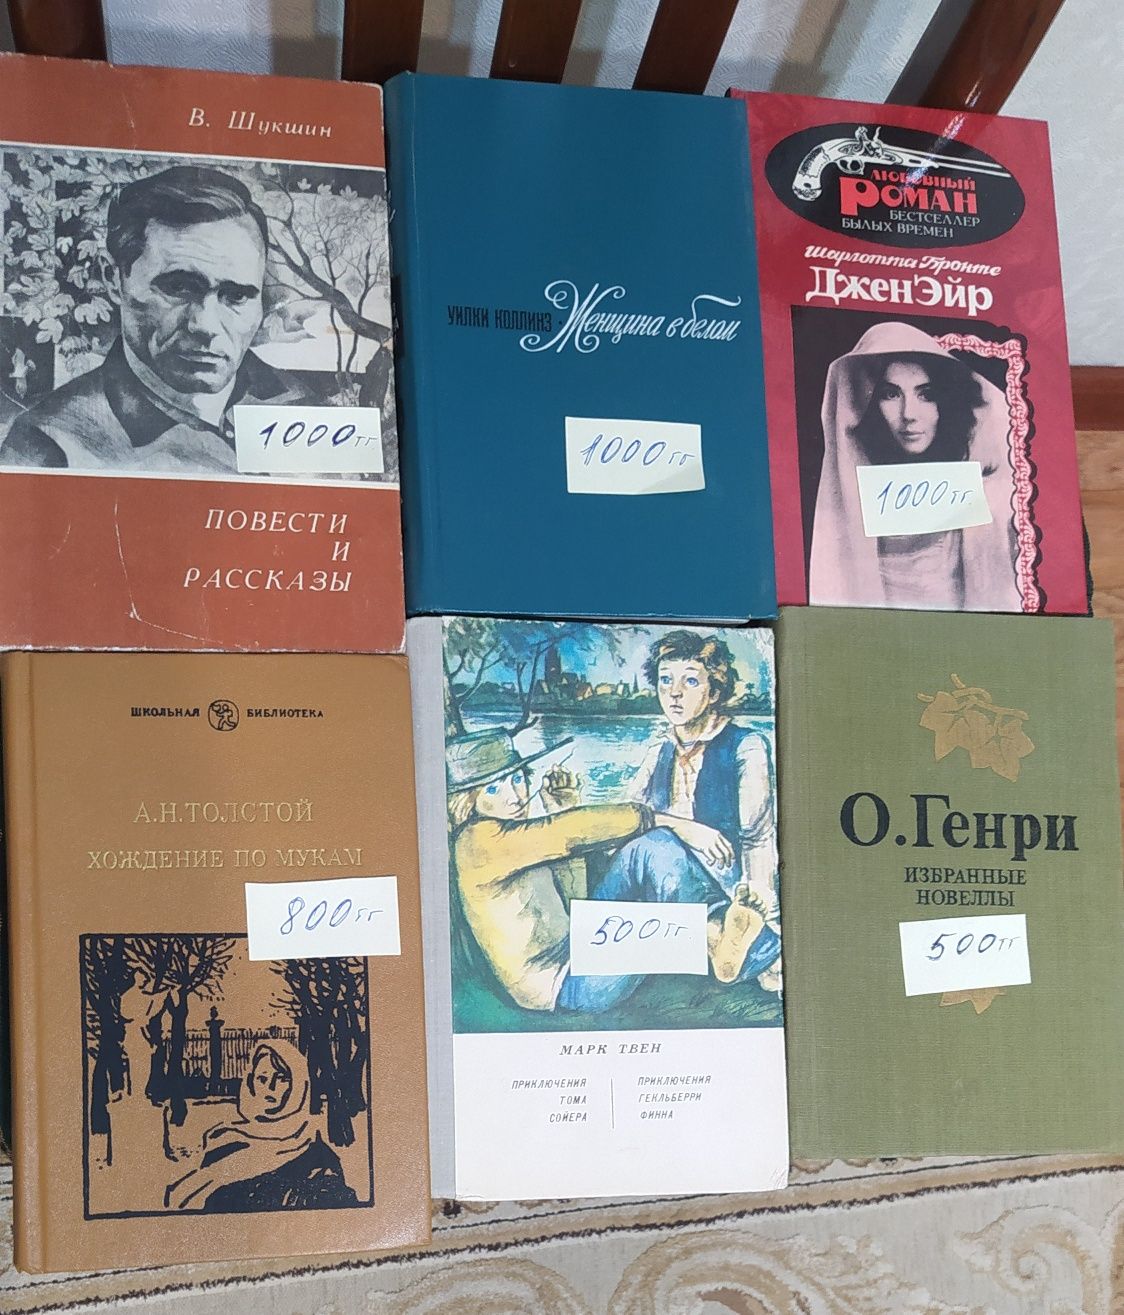 В. Шукшин
1000тг.
ПОВЕСТИ
И
РАССКАЗЫ
УИЛКИ КОЛЛИНЗ · Женщина в белом
1000тг
ЛЮБОВНЫЙ
РОМАН
БЕСТСЕЛЛЕР
БЫЛЫХ ВРЕМЕН
Шарлотта Бронте
Джен Эйр
1000тг.
ШКОЛЬНАЯ БИБЛИОТЕКА
А.Н.ТОЛСТОЙ
ХОЖДЕНИЕ ПО МУКАМ
800тг
500тг
МАРК ТВЕН
ПРИКЛЮЧЕНИЯ
ТОМА
СОЙЕРА
ПРИКЛЮЧЕНИЯ
ГЕКЛЬБЕРРИ
ФИННА
О.Генри
ИЗБРАННЫЕ
НОВЕЛЛЫ
500тг